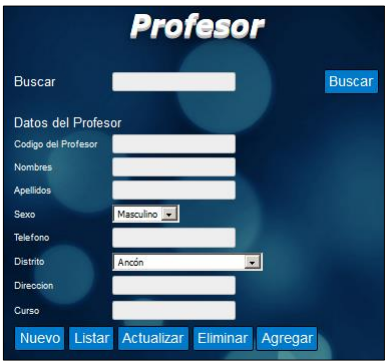 Profesor
Buscar Buscar
Datos del Profesor
Codigo del Profesor
Nombres
Apellidos
Sexo Masculino
Telefono
Distrito Ancón
Direccion
Curso
Nuevo Listar Actualizar Eliminar Agregar